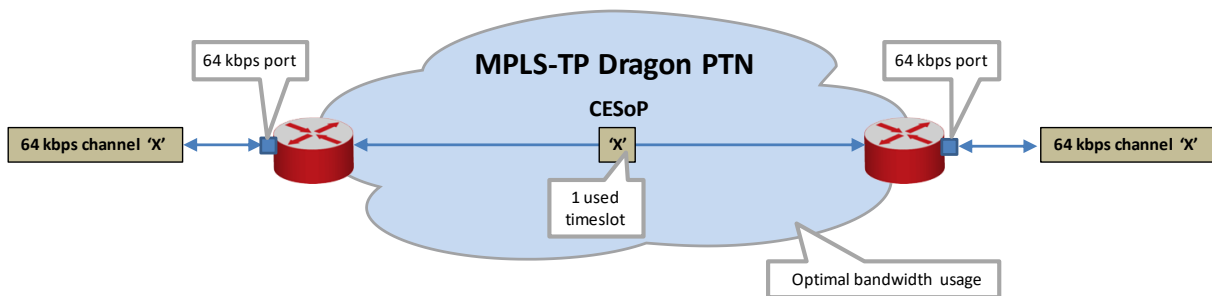 64 kbps port
MPLS-TP Dragon PTN
64 kbps port
CESoP
64 kbps channel ‘X’
‘X’
64 kbps channel ‘X’
1 used
timeslot
Optimal bandwidth usage